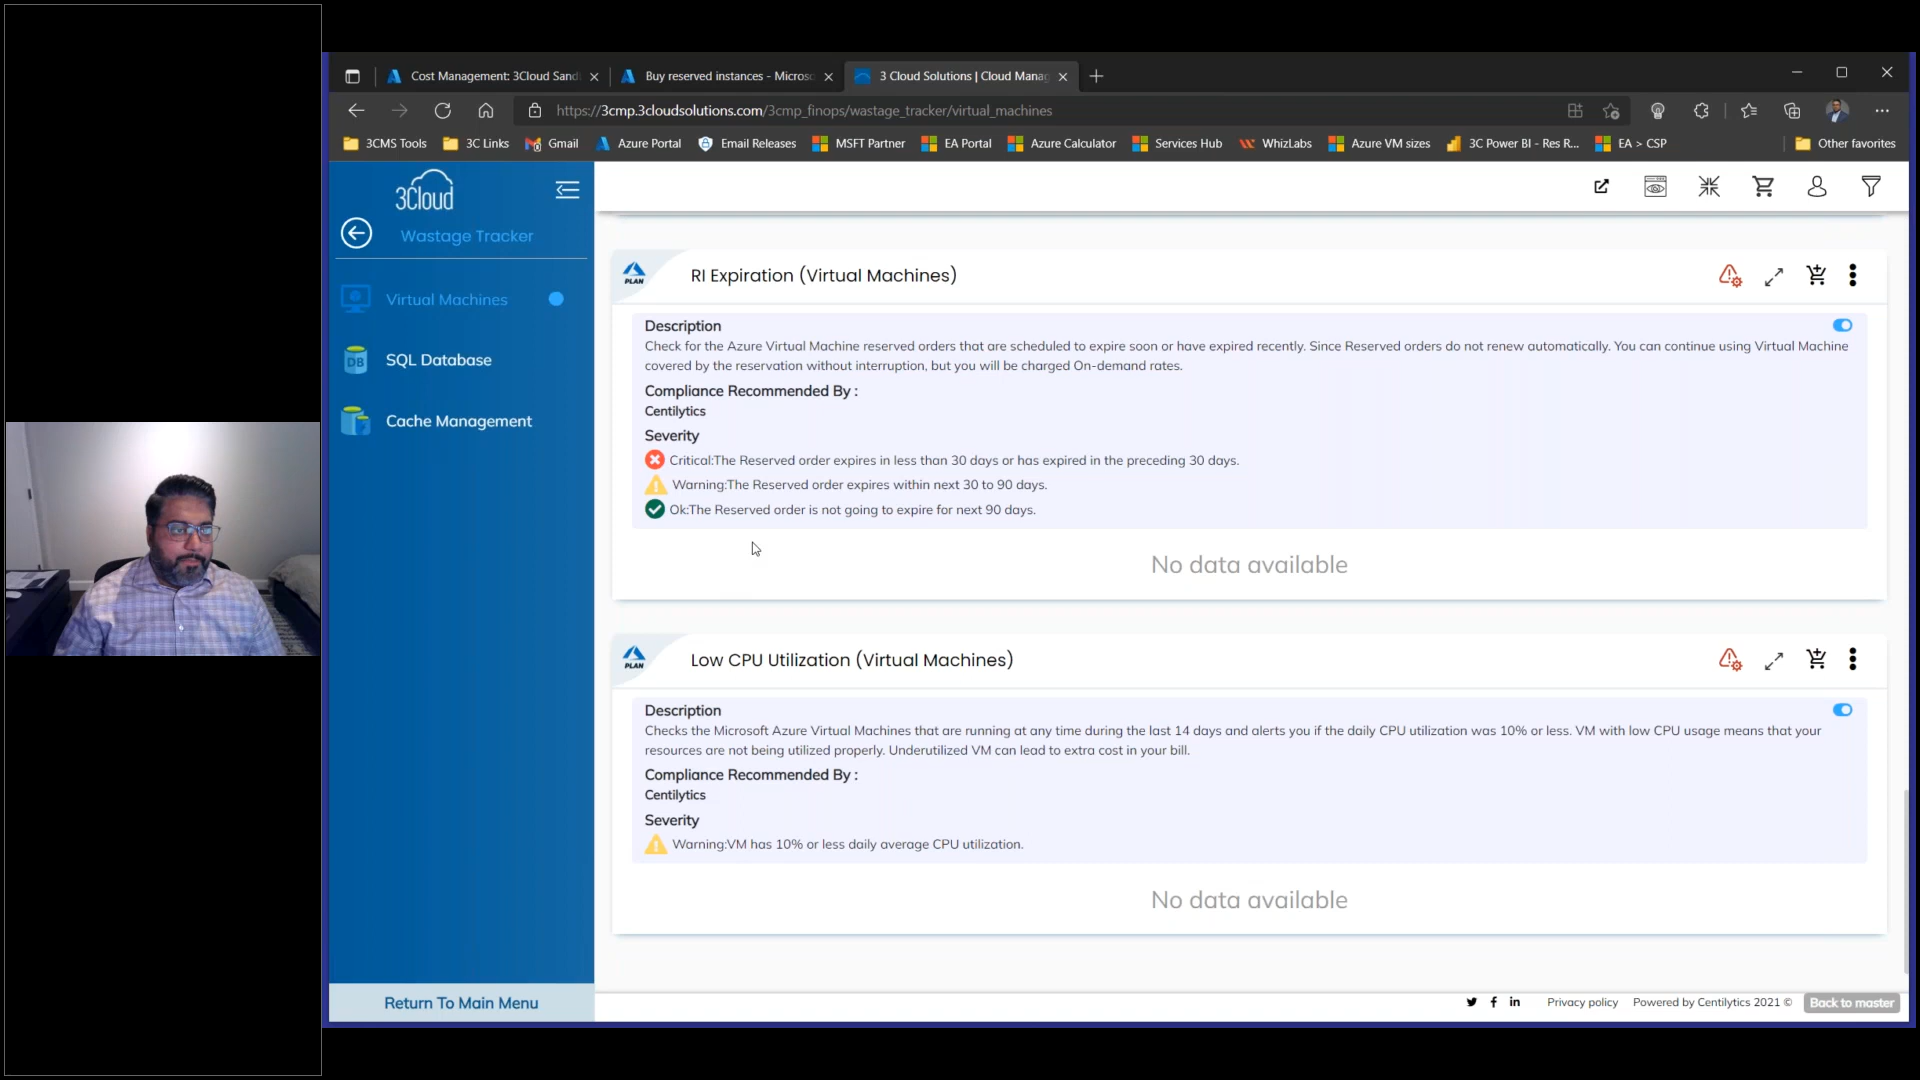 Cost Management: 3Cloud Sand
Buy reserved instances - Microso
3 Cloud Solutions | Cloud Manag
https://3cmp.3cloudsolutions.com/3cmp_finops/wastage_tracker/virtual_machines
3CMS Tools
3C Links
Gmail
Azure Portal
Email Releases
MSFT Partner
EA Portal
Azure Calculator
Services Hub
WhizLabs
Azure VM sizes
3C Power BI - Res R...
EA > CSP
Other favorites
3Cloud
Wastage Tracker
Virtual Machines
DB
SQL Database
Cache Management
Return To Main Menu
PLAN
RI Expiration (Virtual Machines)
Description
Check for the Azure Virtual Machine reserved orders that are scheduled to expire soon or have expired recently. Since Reserved orders do not renew automatically. You can continue using Virtual Machine
covered by the reservation without interruption, but you will be charged On-demand rates.
Compliance Recommended By :
Centilytics
Severity
Critical:The Reserved order expires in less than 30 days or has expired in the preceding 30 days.
Warning:The Reserved order expires within next 30 to 90 days.
Ok:The Reserved order is not going to expire for next 90 days.
No data available
PLAN
Low CPU Utilization (Virtual Machines)
Description
Checks the Microsoft Azure Virtual Machines that are running at any time during the last 14 days and alerts you if the daily CPU utilization was 10% or less. VM with low CPU usage means that your
resources are not being utilized properly. Underutilized VM can lead to extra cost in your bill.
Compliance Recommended By :
Centilytics
Severity
Warning:VM has 10% or less daily average CPU utilization.
No data available
Privacy policy
Powered by Centilytics 2021 ©
Back to master